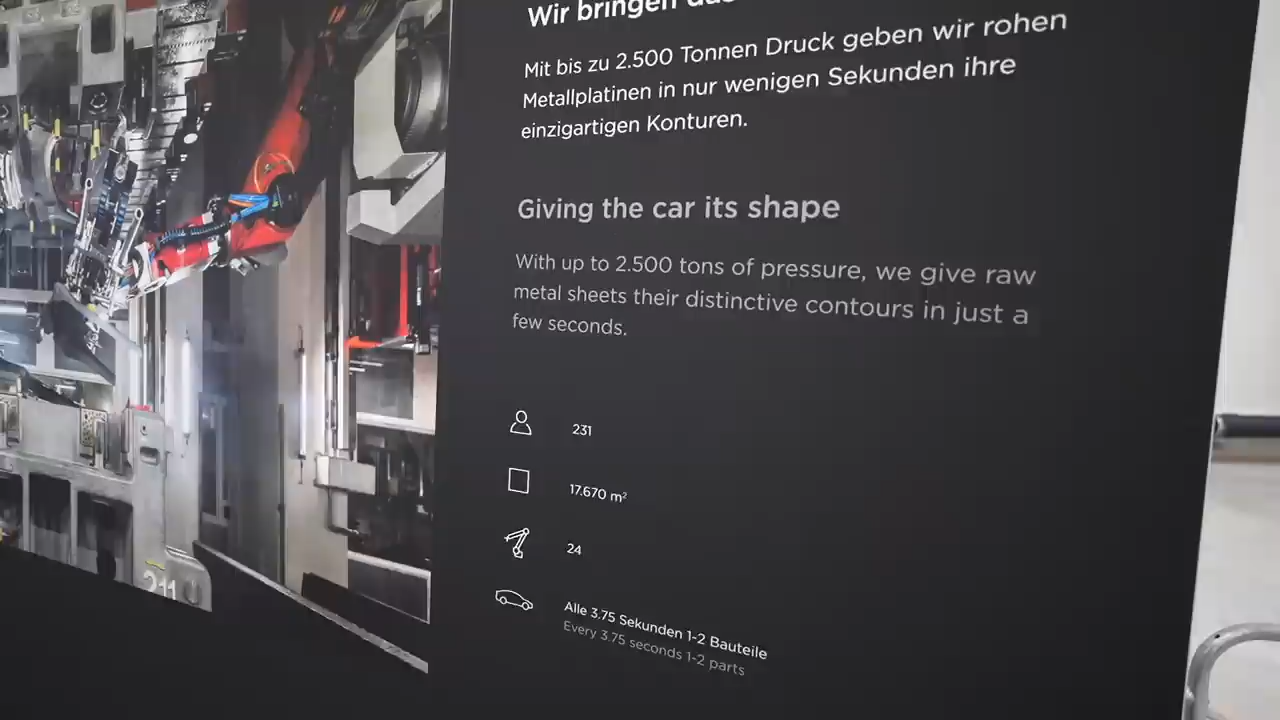 Wir bringen
Mit bis zu 2.500 Tonnen Druck geben wir rohen
Metallplatinen in nur wenigen Sekunden ihre
einzigartigen Konturen.
Giving the car its shape
With up to 2.500 tons of pressure, we give raw
metal sheets their distinctive contours in just a
few seconds.
231
17.670 m²
24
Alle 3.75 Sekunden 1-2 Bauteile
Every 3.75 seconds 1-2 parts
211